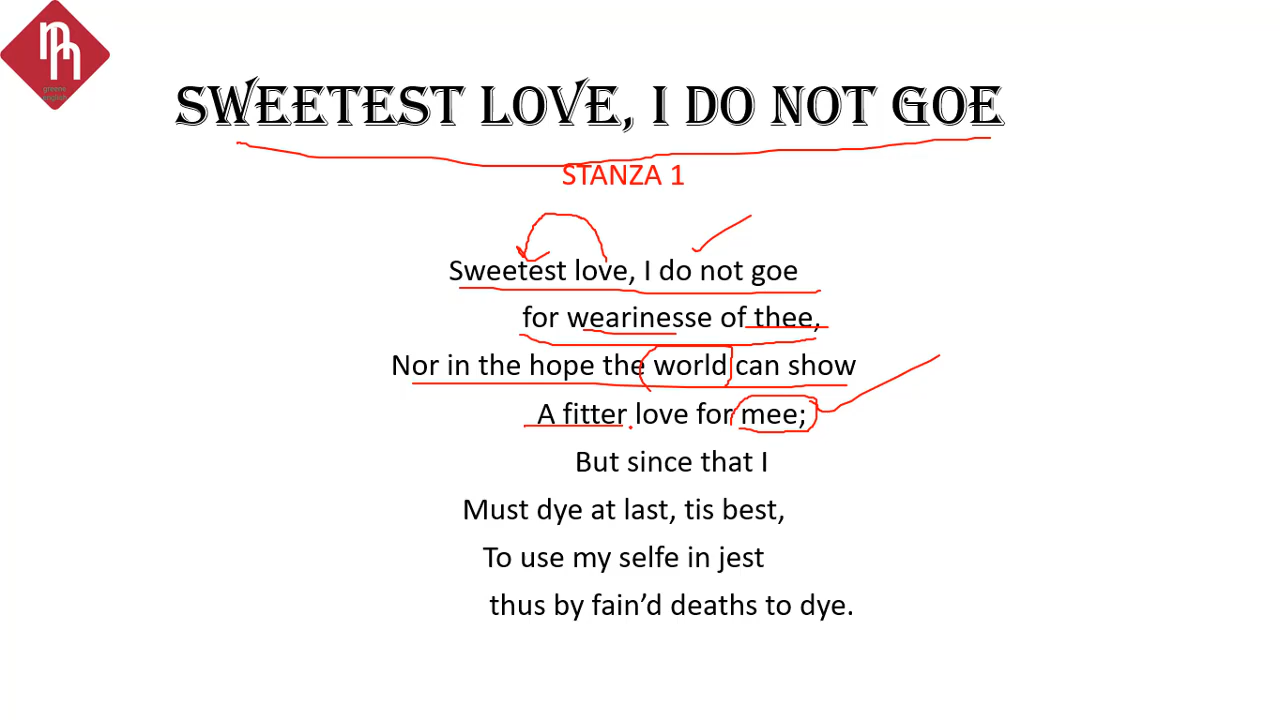 greene
english
SWEETEST LOVE, I DO NOT GOE
STANZA 1
Sweetest love, I do not goe
for wearinesse of thee,
Nor in the hope the world can show
A fitter love for mee;
But since that I
Must dye at last, tis best,
To use my selfe in jest
thus by fain’d deaths to dye.